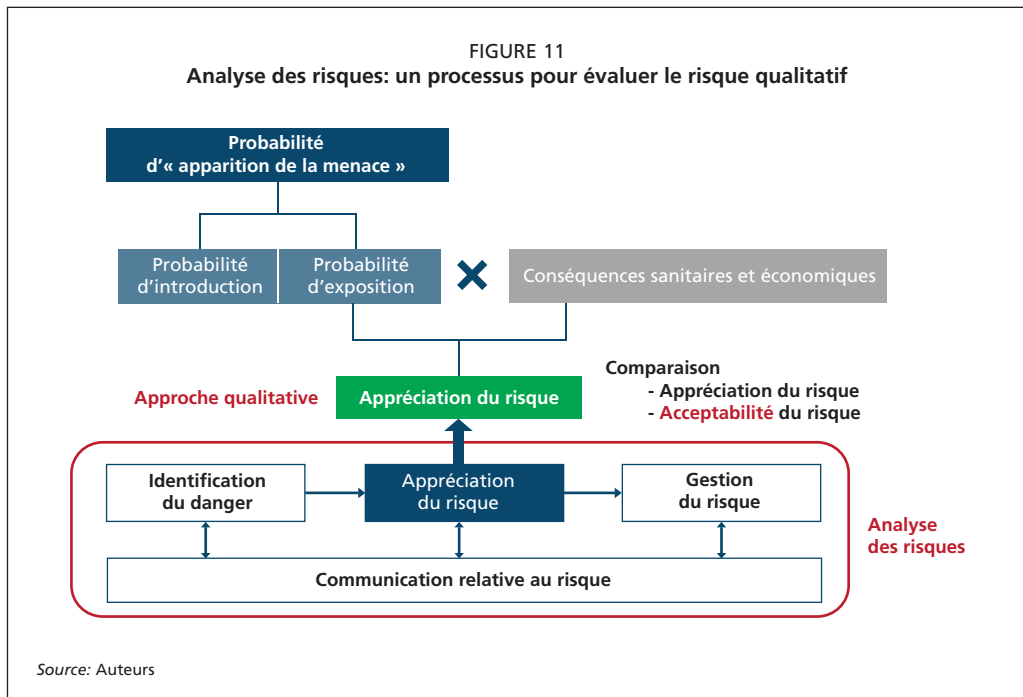 FIGURE 11
Analyse des risques: un processus pour évaluer le risque qualitatif
Probabilité
d'« apparition de la menace »
Probabilité
d'introduction
Probabilité
d'exposition
Conséquences sanitaires et économiques
Approche qualitative
Appréciation du risque
Comparaison
- Appréciation du risque
- Acceptabilité du risque
Identification
du danger
Appréciation
du risque
Gestion
du risque
Analyse
des risques
Communication relative au risque
Source: Auteurs